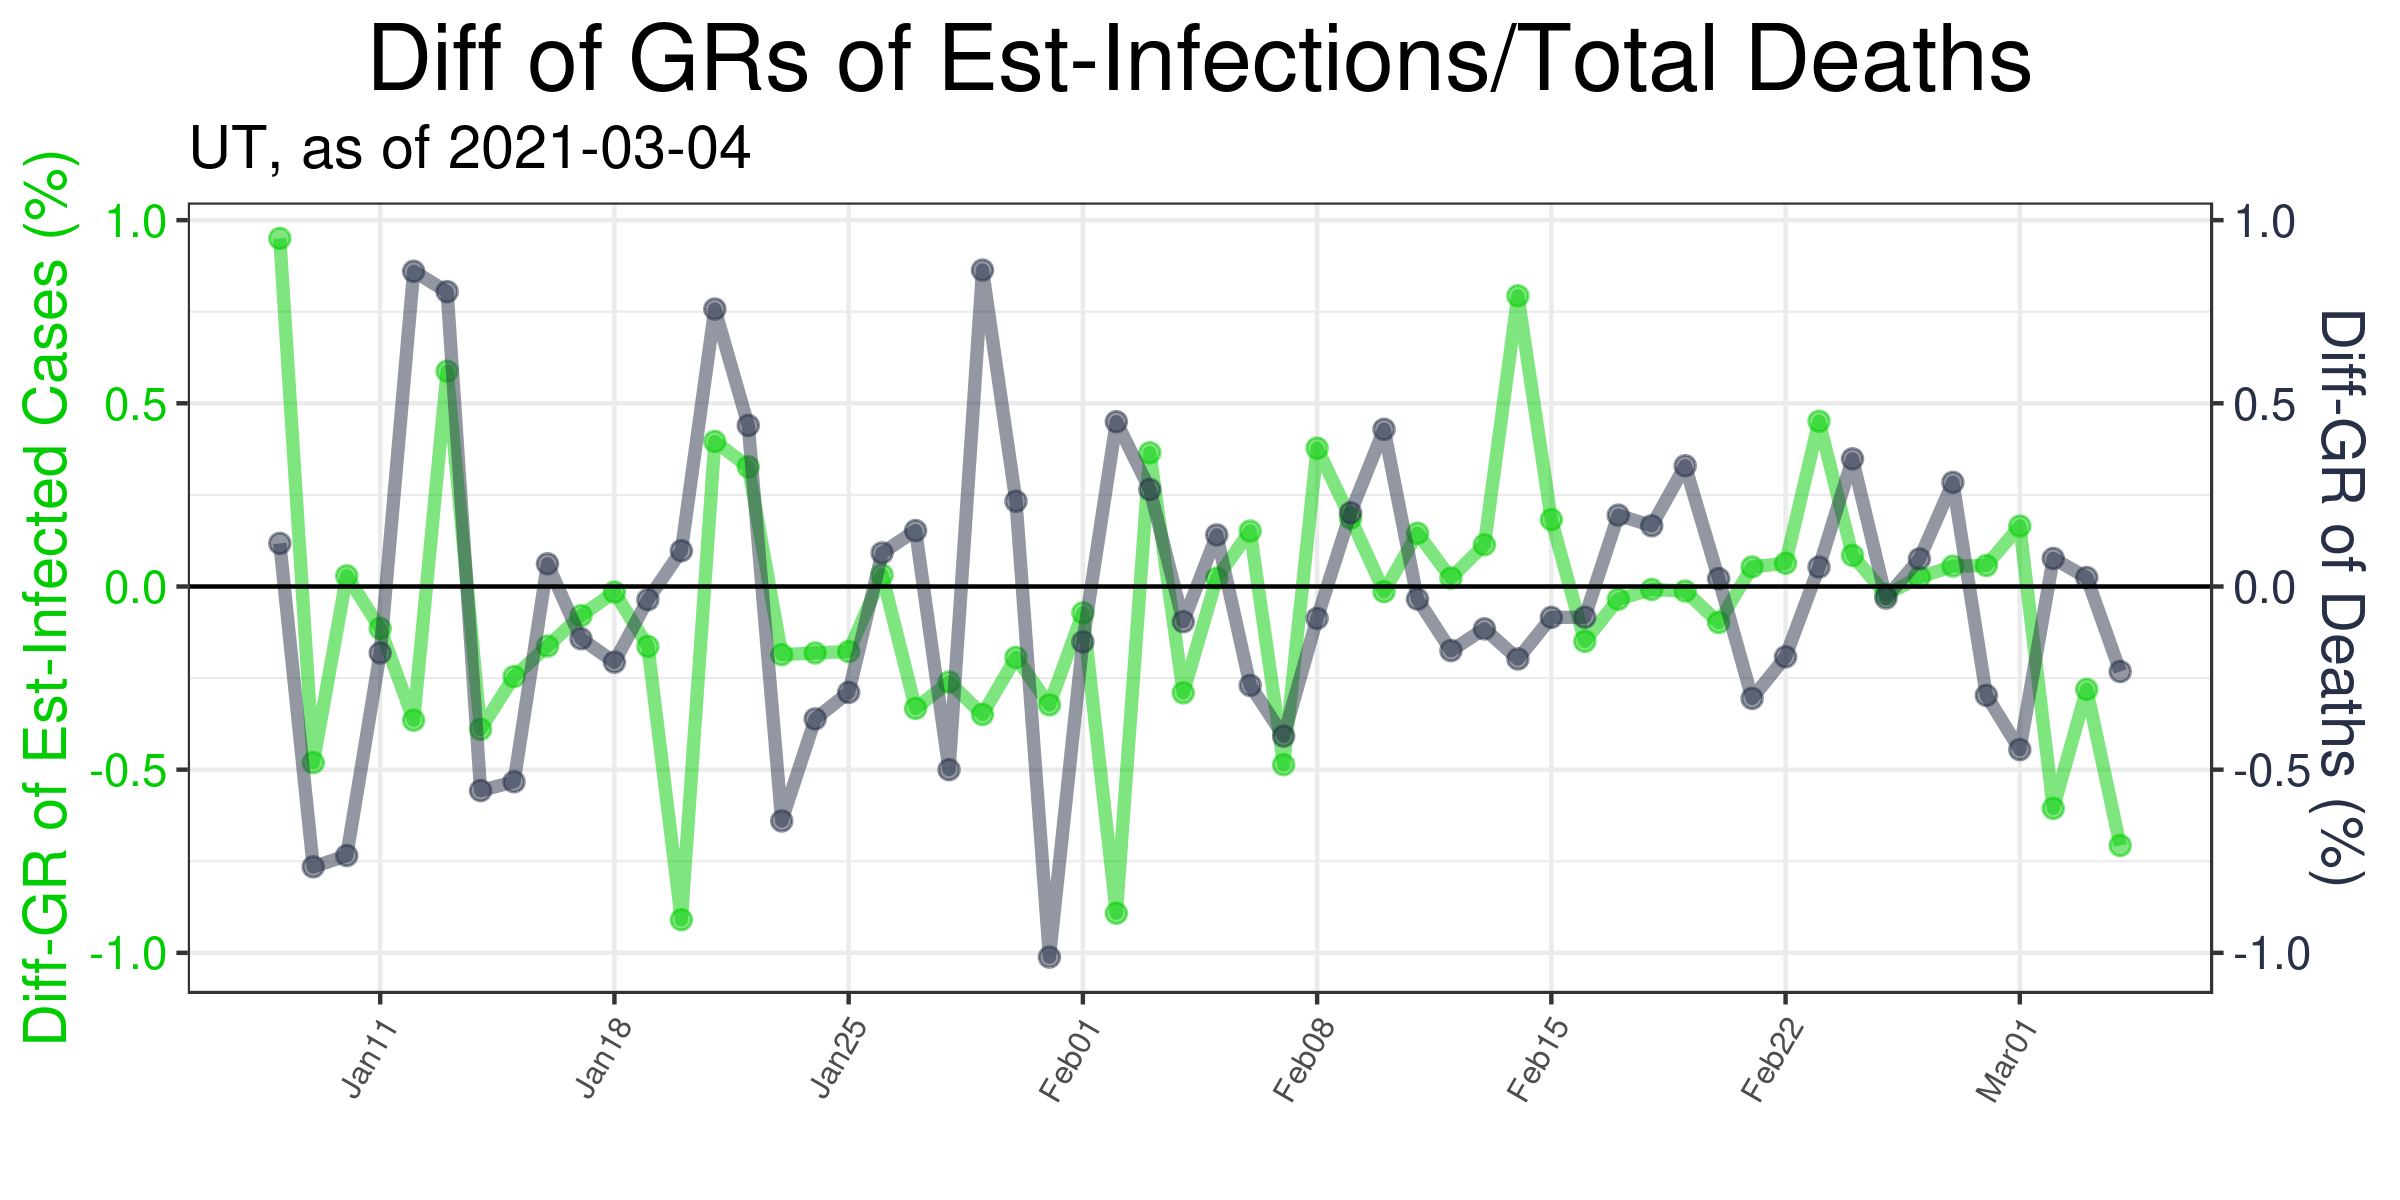 Diff of GRs of Est-Infections/Total Deaths
UT, as of 2021-03-04
Diff-GR of Est-Infected Cases (%)
1.0
0.5
0.0
-0.5
-1.0
1.0
0.5
0.0
-0.5
-1.0
Diff-GR of Deaths (%)
Jan11
Jan18
Jan25
Feb01
Feb08
Feb15
Feb22
Mar01